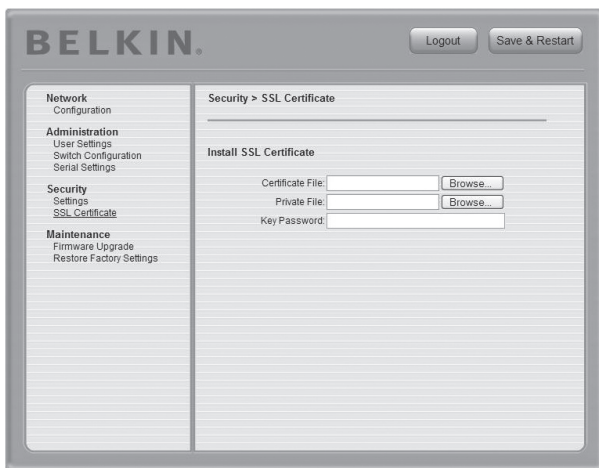 BELKIN.
Logout
Save & Restart
Network
Configuration
Administration
User Settings
Switch Configuration
Serial Settings
Security
Settings
SSL Certificate
Maintenance
Firmware Upgrade
Restore Factory Settings
Security > SSL Certificate
Install SSL Certificate
Certificate File: Browse...
Private File: Browse...
Key Password: